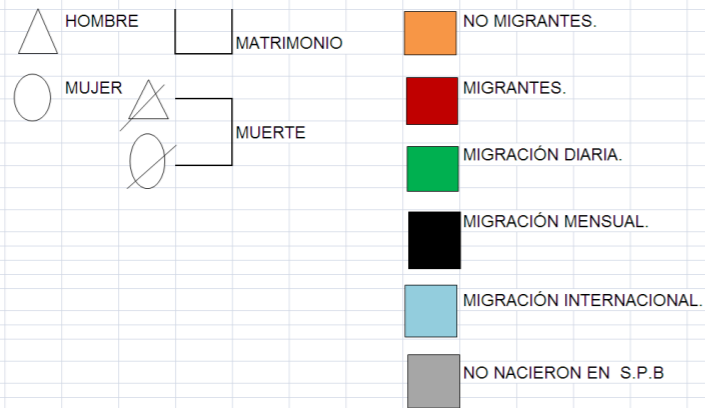 HOMBRE
MATRIMONIO
MUJER
MUERTE
NO MIGRANTES.
MIGRANTES.
MIGRACIÓN DIARIA.
MIGRACIÓN MENSUAL.
MIGRACIÓN INTERNACIONAL.
NO NACIERON EN S.P.B